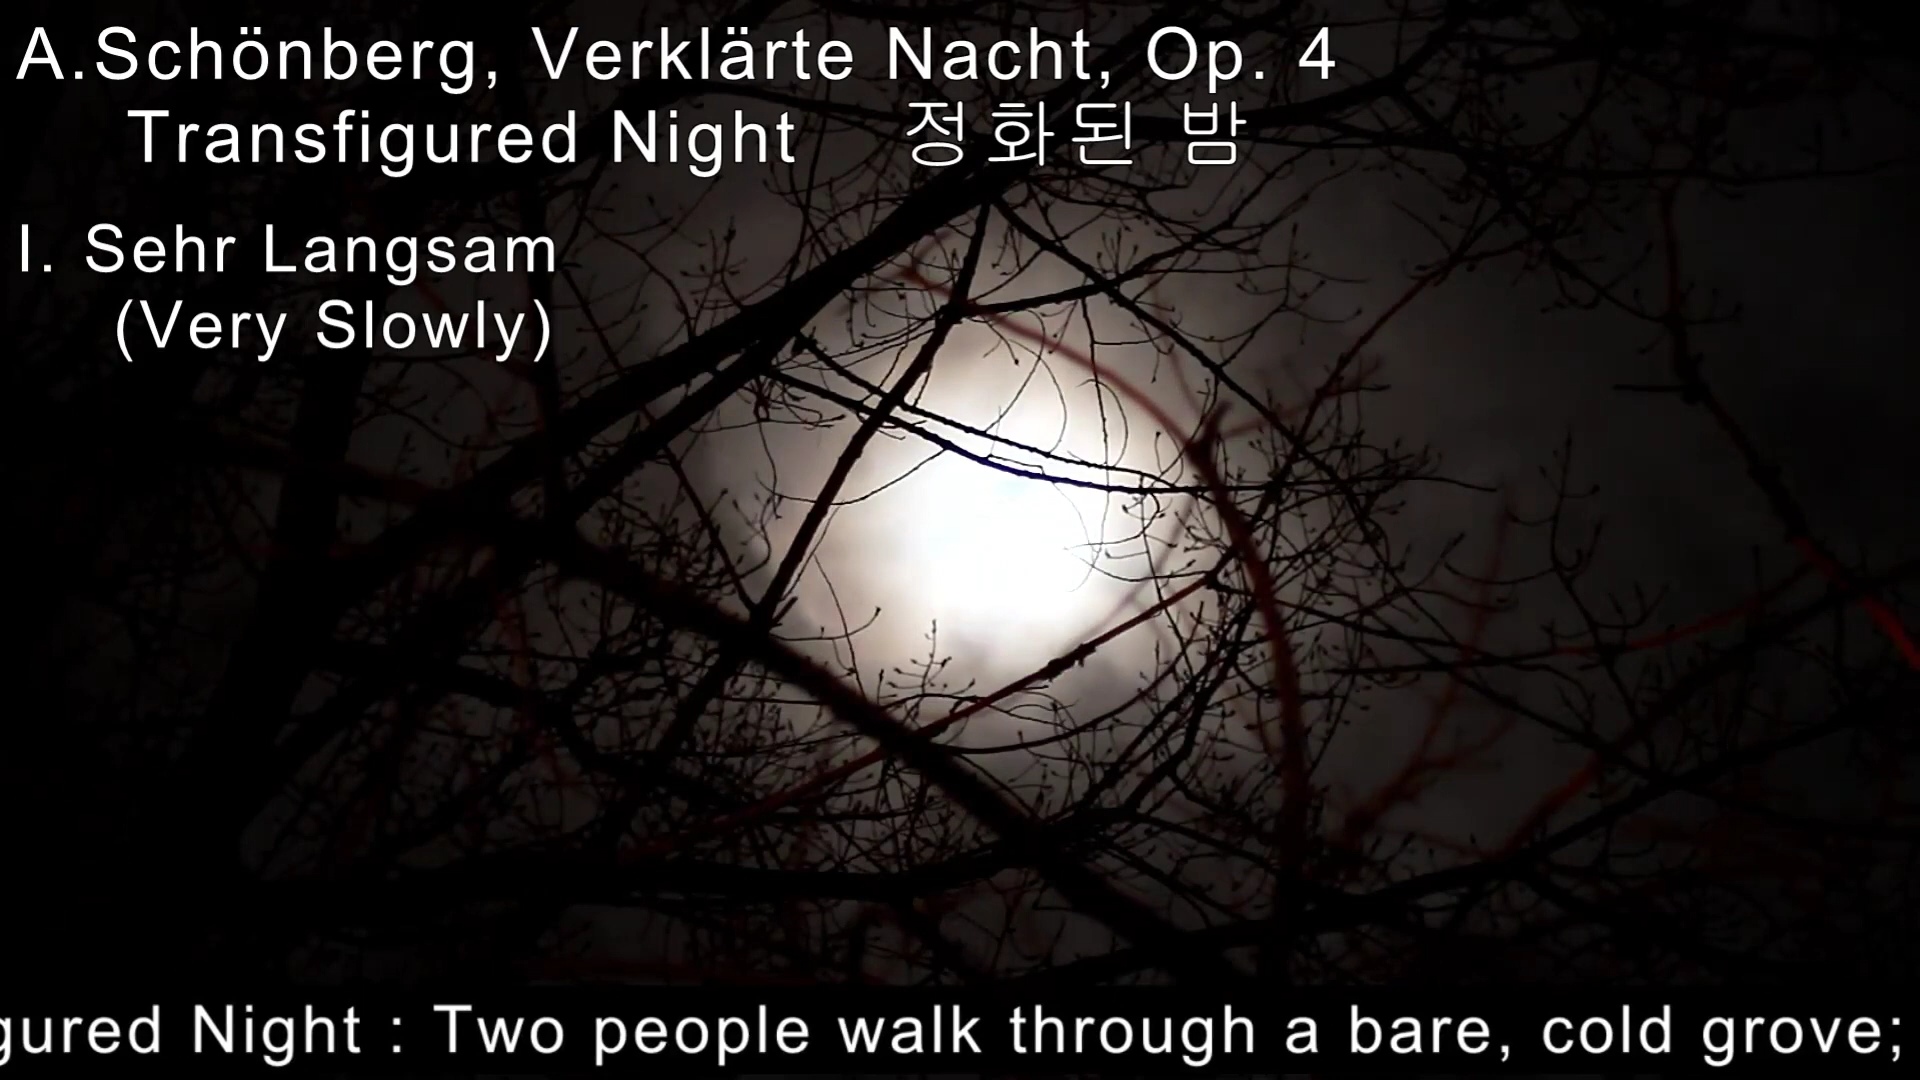 A.Schönberg, Verklärte Nacht, Op. 4
Transfigured Night 정화된 밤
I. Sehr Langsam
(Very Slowly)
gured Night : Two people walk through a bare, cold grove;